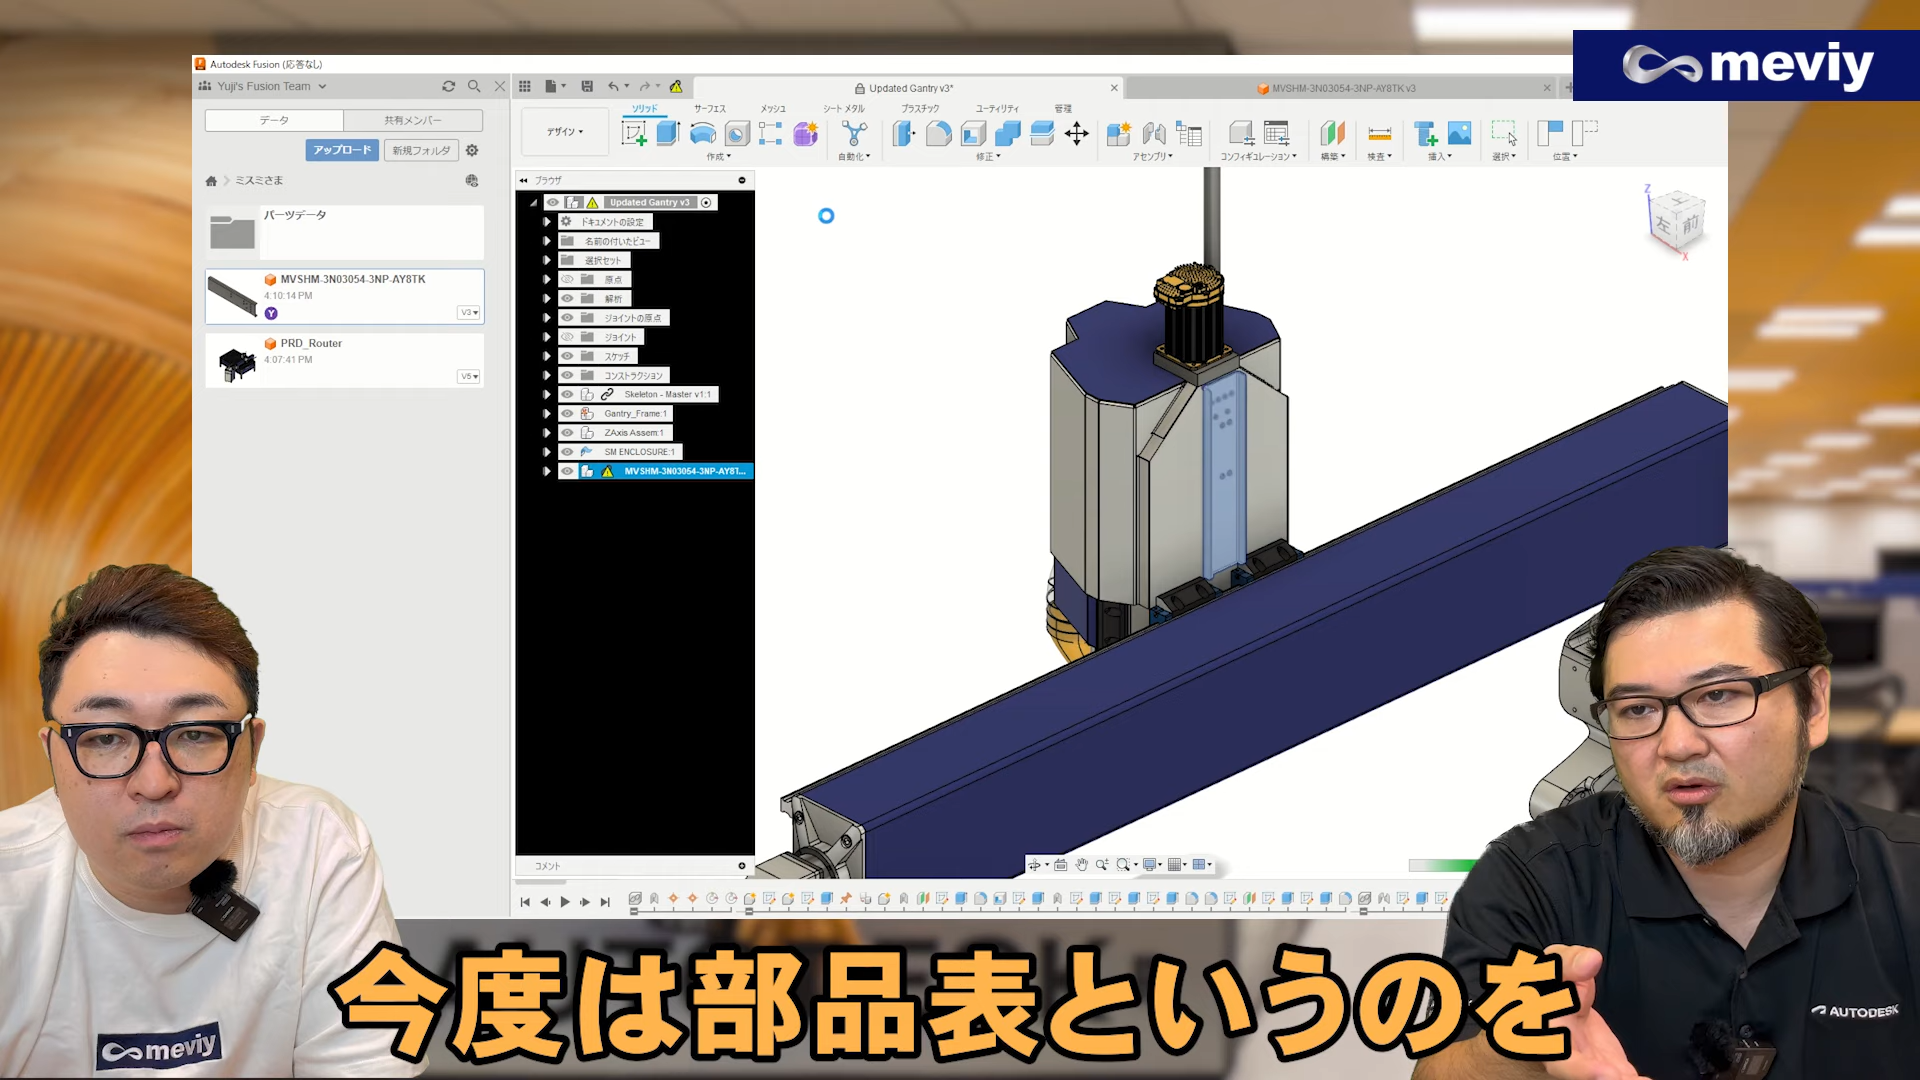 meviy
Autodesk Fusion (応答なし)
Yuji's Fusion Team
Updated Gantry v3*
MVSHM-3N03054-3NP-AY8TK v3
データ
共有メンバー
アップロード
新規フォルダ
ミスミさま
パーツデータ
MVSHM-3N03054-3NP-AY8TK
4:10:14 PM
Y
V3
PRD_Router
4:07:41 PM
V5
デザイン
ソリッド
サーフェス
メッシュ
シート メタル
プラスチック
ユーティリティ
管理
作成
自動化
修正
アセンブリ
コンフィギュレーション
構築
検査
挿入
選択
位置
ブラウザ
Updated Gantry v3
ドキュメントの設定
名前の付いたビュー
選択セット
原点
解析
ジョイントの原点
ジョイント
スケッチ
コンストラクション
Skeleton - Master v1:1
Gantry_Frame:1
ZAxis Assem:1
SM ENCLOSURE:1
MVSHM-3N03054-3NP-AY8T...
コメント
Z
上
左
前
X
meviy
AUTODESK
今度は部品表というのを